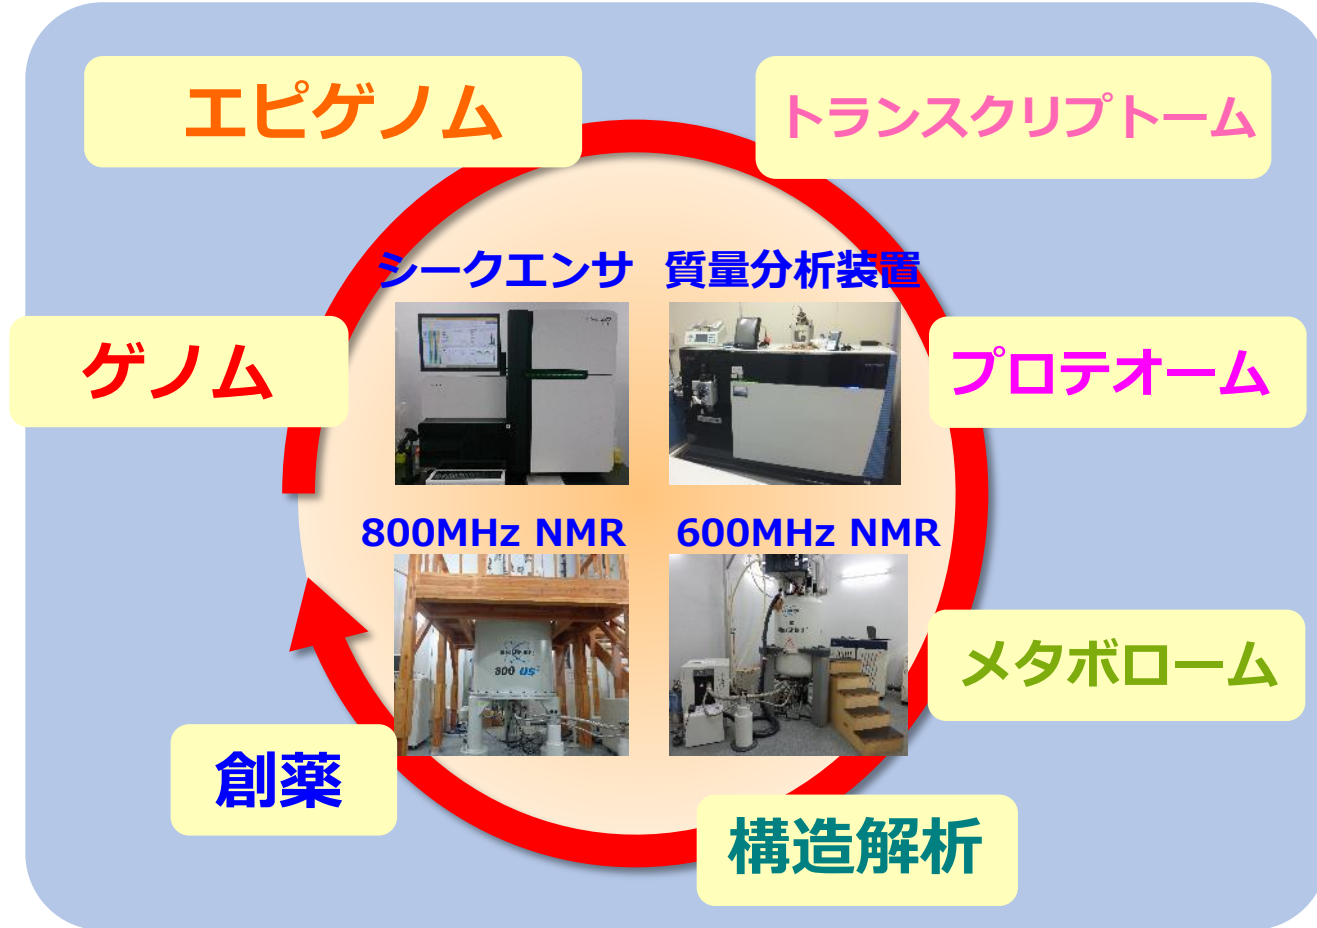 エピゲノム
トランスクリプトーム
シークエンサ
質量分析装置
ゲノム
プロテオーム
800MHz NMR
600MHz NMR
800 US²
メタボローム
創薬
構造解析